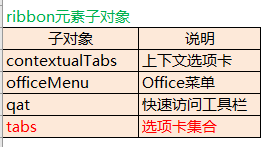 ribbon元素子对象
子对象 说明
contextualTabs 上下文选项卡
officeMenu Office菜单
qat 快速访问工具栏
tabs 选项卡集合